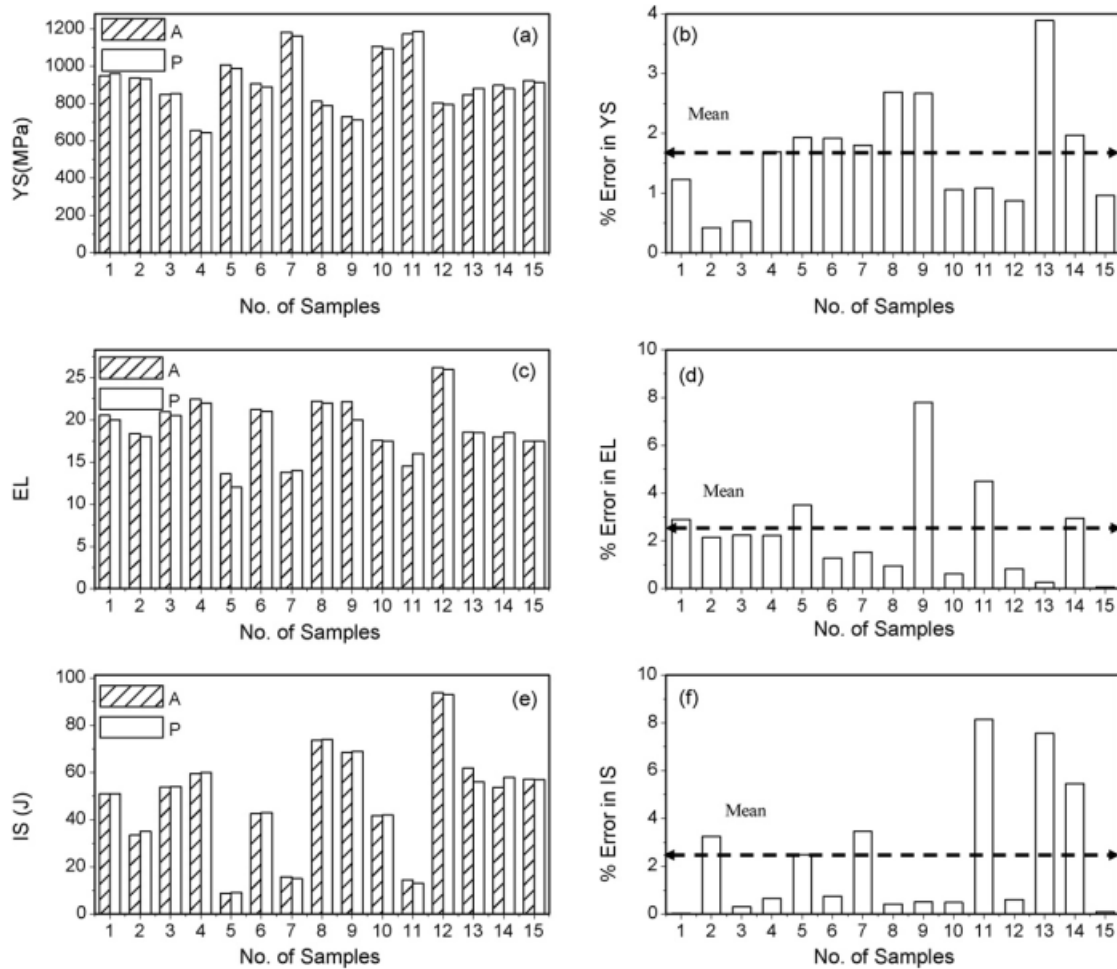 A
P
(a)
1200
1000
800
600
400
200
0
YS(MPa)
1 2 3 4 5 6 7 8 9 10 11 12 13 14 15
No. of Samples
(b)
4
3
2
1
0
Mean
% Error in YS
1 2 3 4 5 6 7 8 9 10 11 12 13 14 15
No. of Samples
A
P
(c)
25
20
15
10
5
0
EL
1 2 3 4 5 6 7 8 9 10 11 12 13 14 15
No. of Samples
(d)
10
8
6
4
2
0
Mean
% Error in EL
1 2 3 4 5 6 7 8 9 10 11 12 13 14 15
No. of Samples
A
P
(e)
100
80
60
40
20
0
IS (J)
1 2 3 4 5 6 7 8 9 10 11 12 13 14 15
No. of Samples
(f)
10
8
6
4
2
0
Mean
% Error in IS
1 2 3 4 5 6 7 8 9 10 11 12 13 14 15
No. of Samples